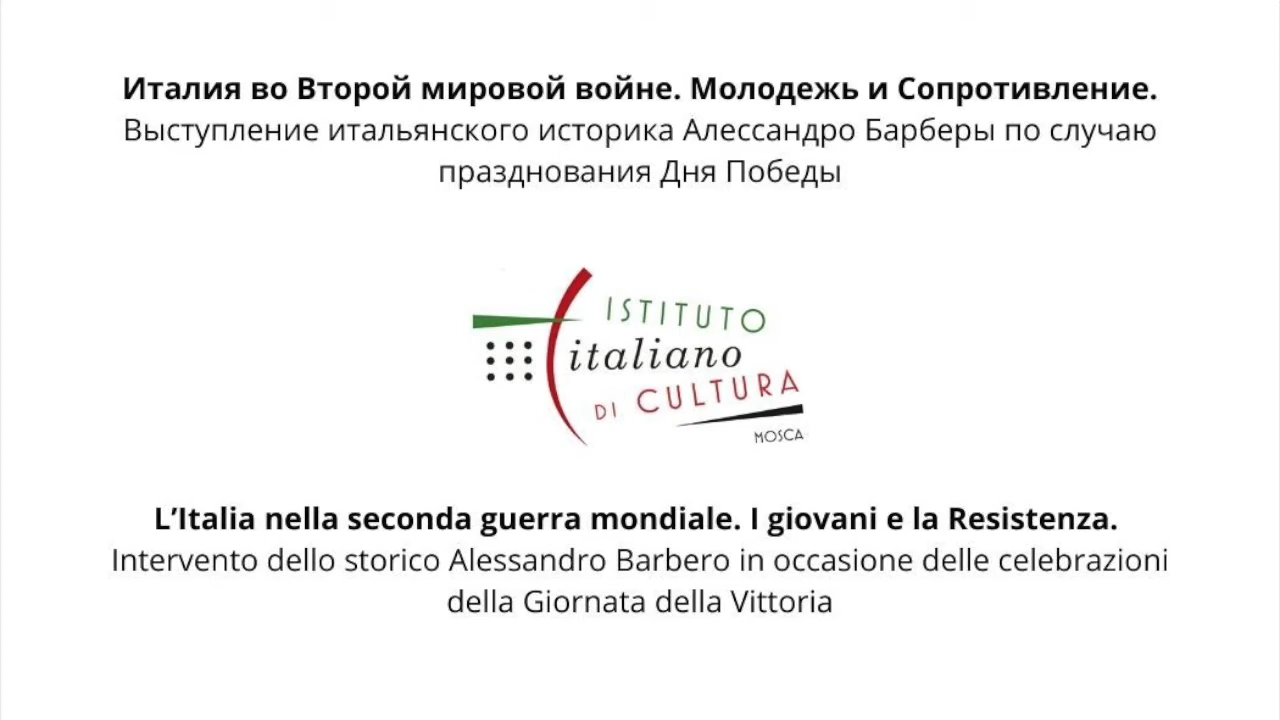 Италия во Второй мировой войне. Молодежь и Сопротивление.
Выступление итальянского историка Алессандро Барберы по случаю
празднования Дня Победы
ISTITUTO
italiano
DI CULTURA
MOSCA
L’Italia nella seconda guerra mondiale. I giovani e la Resistenza.
Intervento dello storico Alessandro Barbero in occasione delle celebrazioni
della Giornata della Vittoria